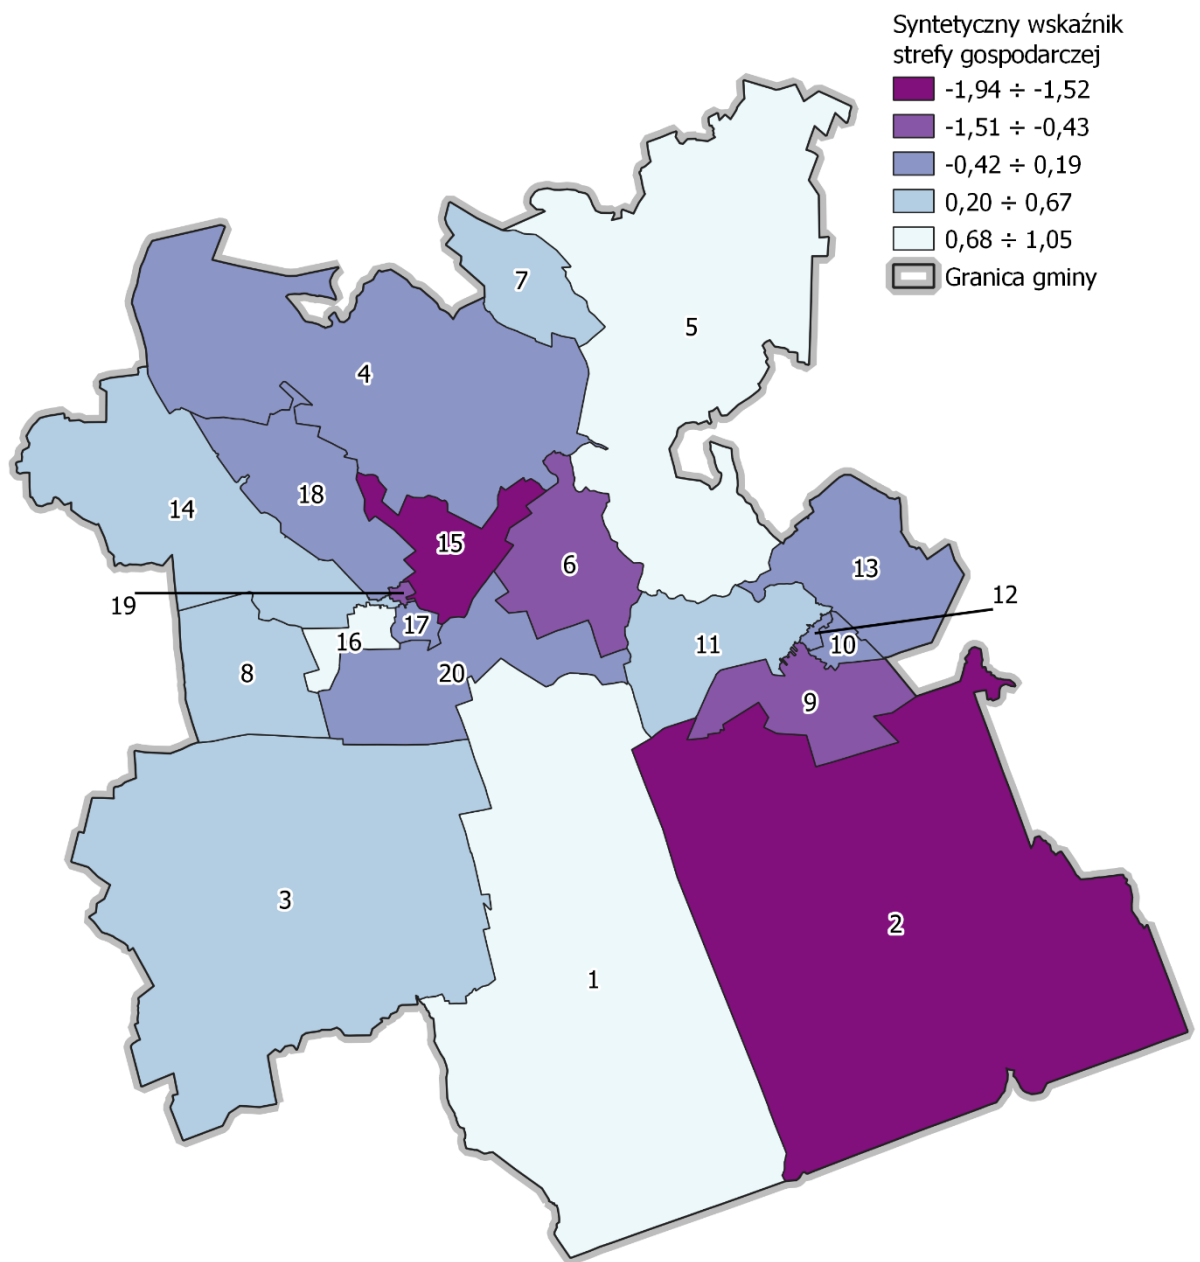 Syntetyczny wskaźnik
strefy gospodarczej
-1,94 ÷ -1,52
-1,51 ÷ -0,43
-0,42 ÷ 0,19
0,20 ÷ 0,67
0,68 ÷ 1,05
Granica gminy
7
5
4
18
14
15
6
13
19
12
17
16
11
10
8
20
9
3
2
1